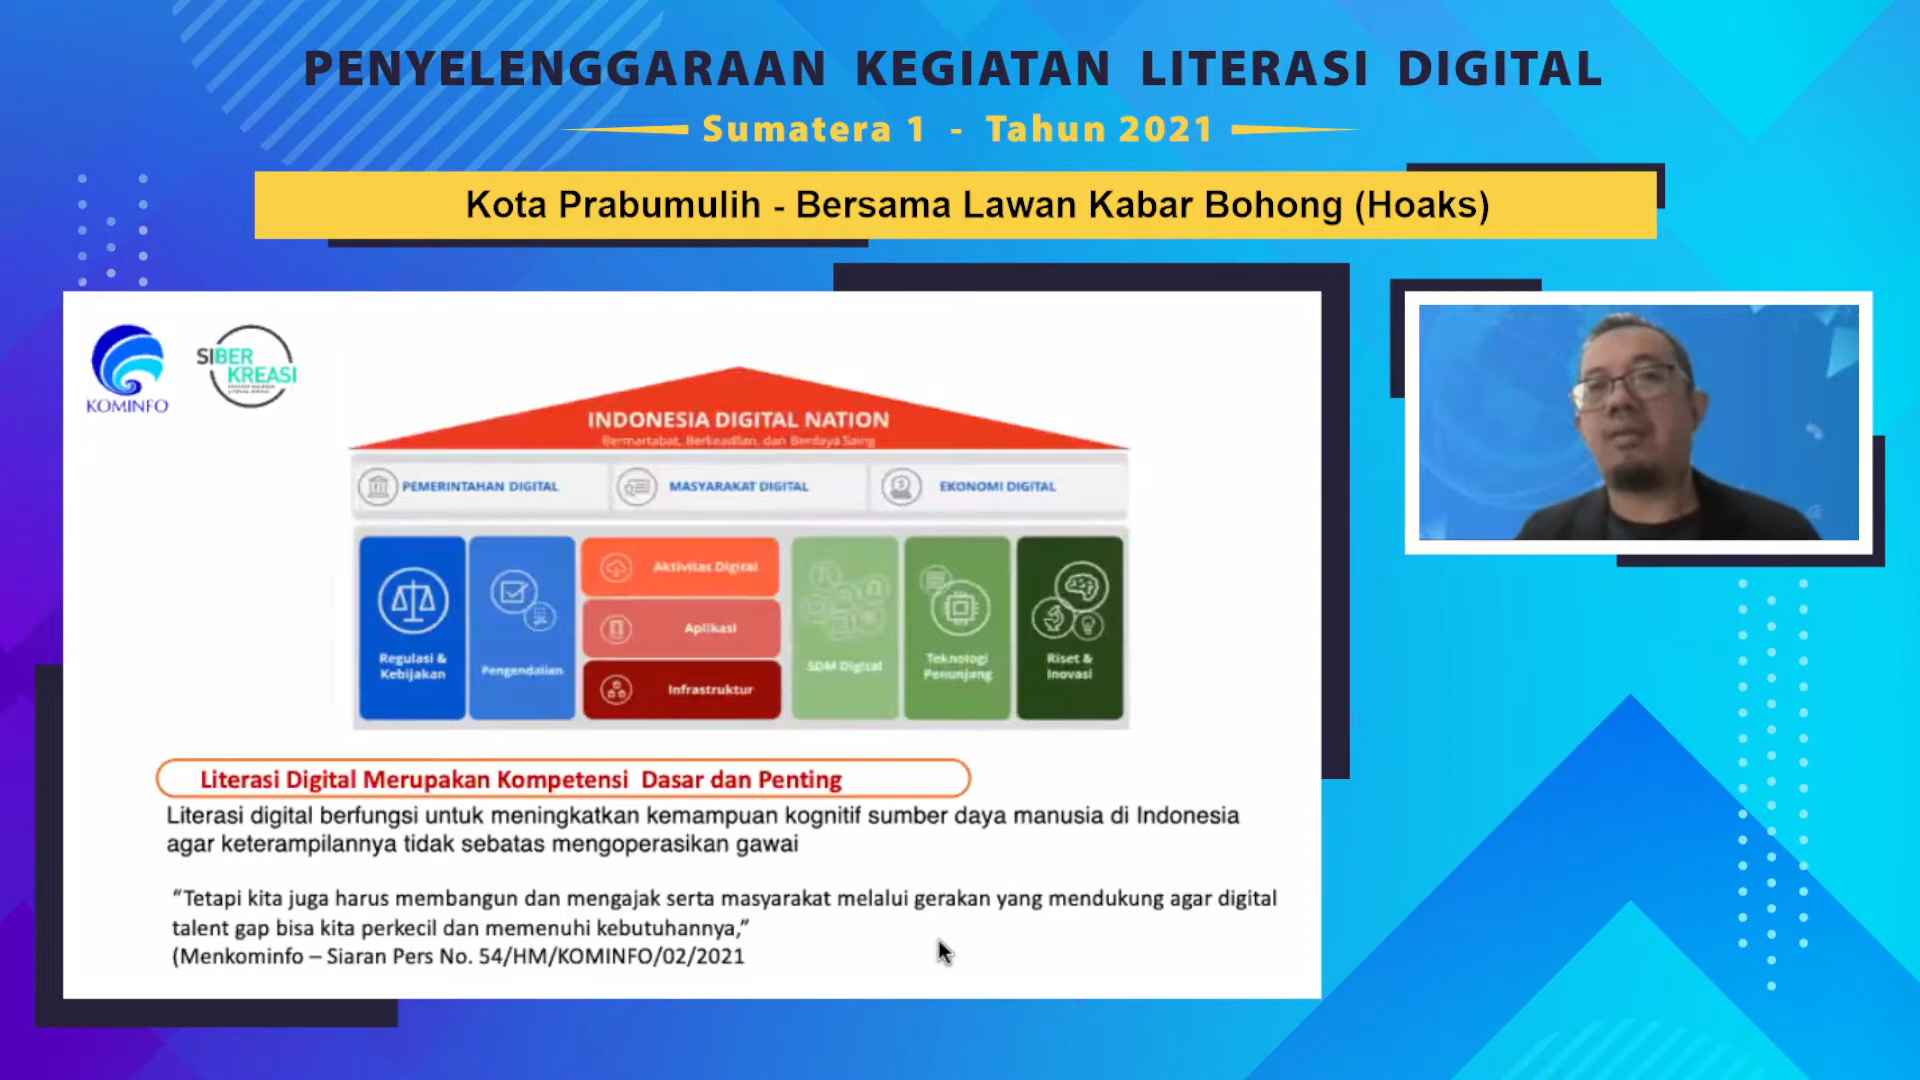 PENYELENGGARAAN KEGIATAN LITERASI DIGITAL
Sumatera 1 - Tahun 2021
Kota Prabumulih - Bersama Lawan Kabar Bohong (Hoaks)
KOMINFO
SIBER
KREASI
INDONESIA DIGITAL NATION
Bermartabat, Berkeadilan, dan Berdaya Saing
PEMERINTAHAN DIGITAL
MASYARAKAT DIGITAL
EKONOMI DIGITAL
Regulasi &
Kebijakan
Pengendalian
Aktivitas Digital
Aplikasi
Infrastruktur
SDM Digital
Teknologi
Penunjang
Riset &
Inovasi
Literasi Digital Merupakan Kompetensi Dasar dan Penting
Literasi digital berfungsi untuk meningkatkan kemampuan kognitif sumber daya manusia di Indonesia
agar keterampilannya tidak sebatas mengoperasikan gawai
“Tetapi kita juga harus membangun dan mengajak serta masyarakat melalui gerakan yang mendukung agar digital
talent gap bisa kita perkecil dan memenuhi kebutuhannya,”
(Menkominfo – Siaran Pers No. 54/HM/KOMINFO/02/2021